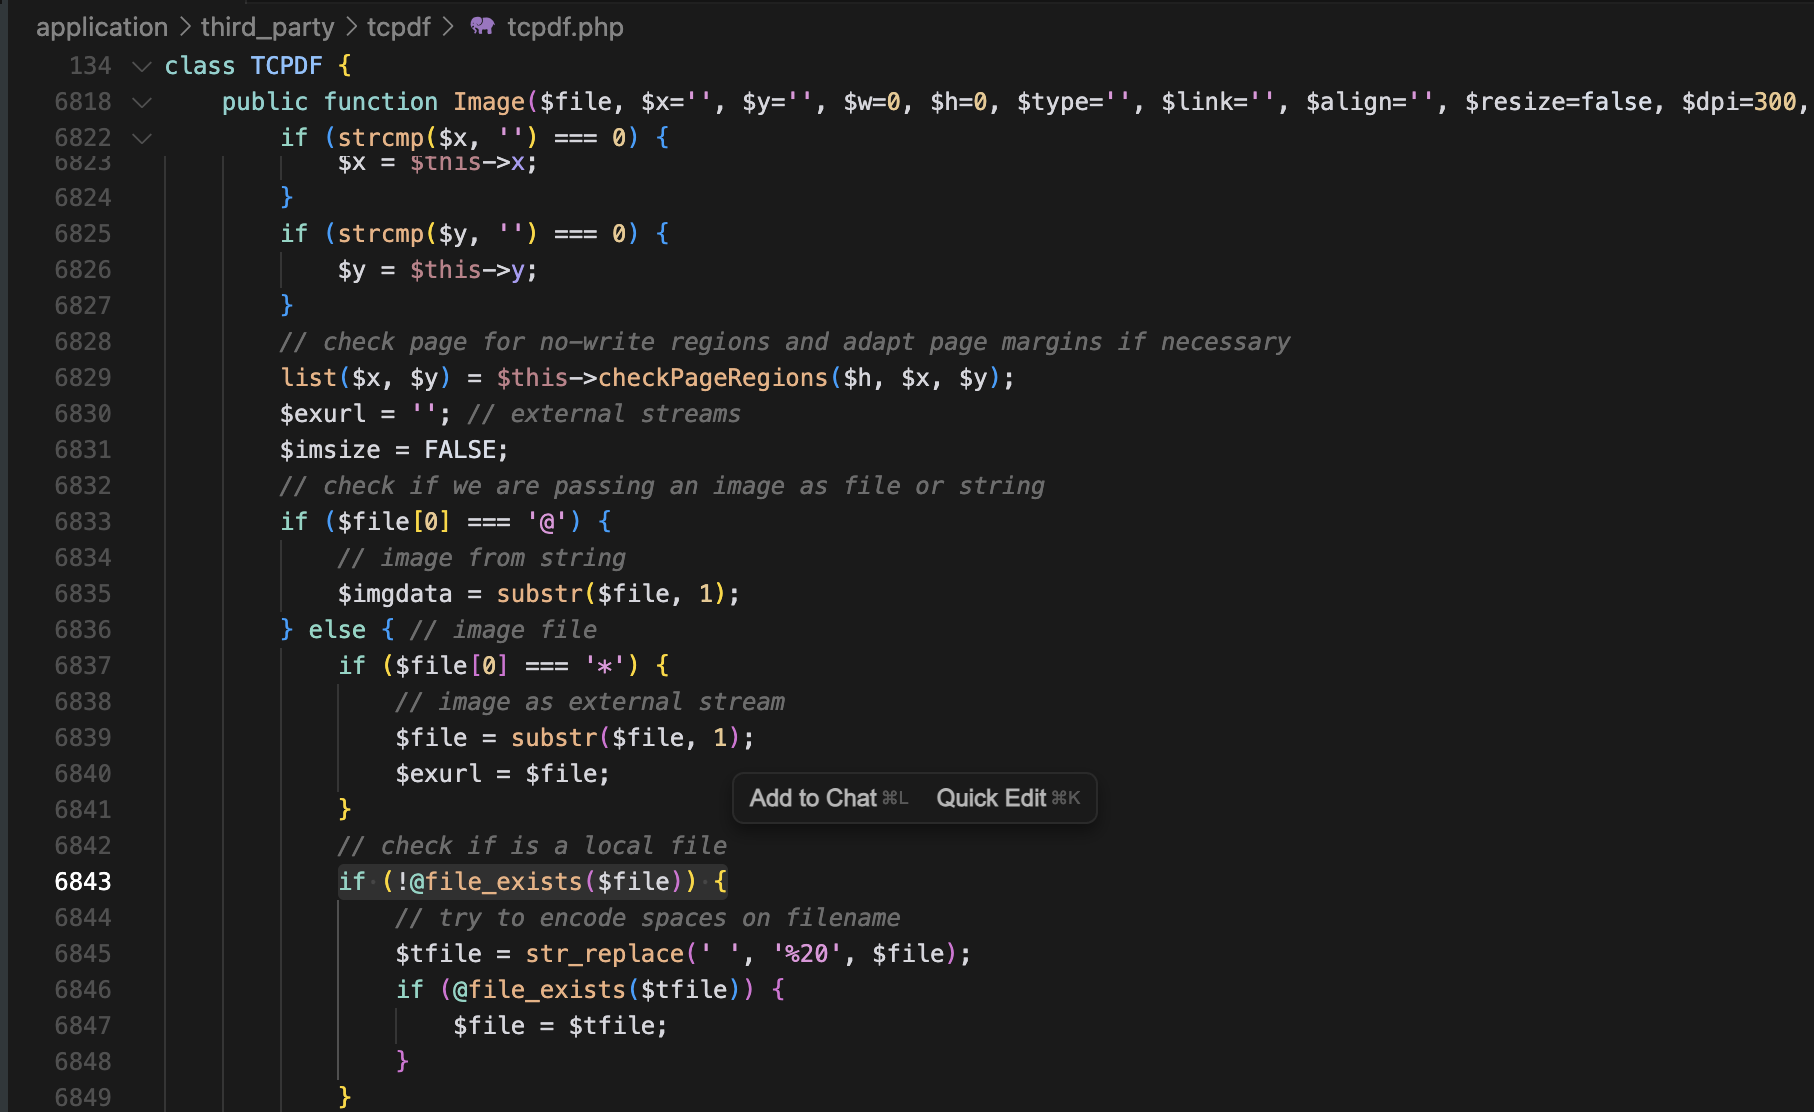 application > third_party > tcpdf > tcpdf.php
134 class TCPDF {
6818 public function Image($file, $x='', $y='', $w=0, $h=0, $type='', $link='', $align='', $resize=false, $dpi=300,
6822 if (strcmp($x, '') === 0) {
6823 $x = $this->x;
6824 }
6825 if (strcmp($y, '') === 0) {
6826 $y = $this->y;
6827 }
6828 // check page for no-write regions and adapt page margins if necessary
6829 list($x, $y) = $this->checkPageRegions($h, $x, $y);
6830 $exurl = ''; // external streams
6831 $imsize = FALSE;
6832 // check if we are passing an image as file or string
6833 if ($file[0] === '@') {
6834 // image from string
6835 $imgdata = substr($file, 1);
6836 } else { // image file
6837 if ($file[0] === '*') {
6838 // image as external stream
6839 $file = substr($file, 1);
6840 $exurl = $file;
Add to Chat ⌘L Quick Edit ⌘K
6841 }
6842 // check if is a local file
6843 if (!@file_exists($file)) {
6844 // try to encode spaces on filename
6845 $tfile = str_replace(' ', '%20', $file);
6846 if (@file_exists($tfile)) {
6847 $file = $tfile;
6848 }
6849 }